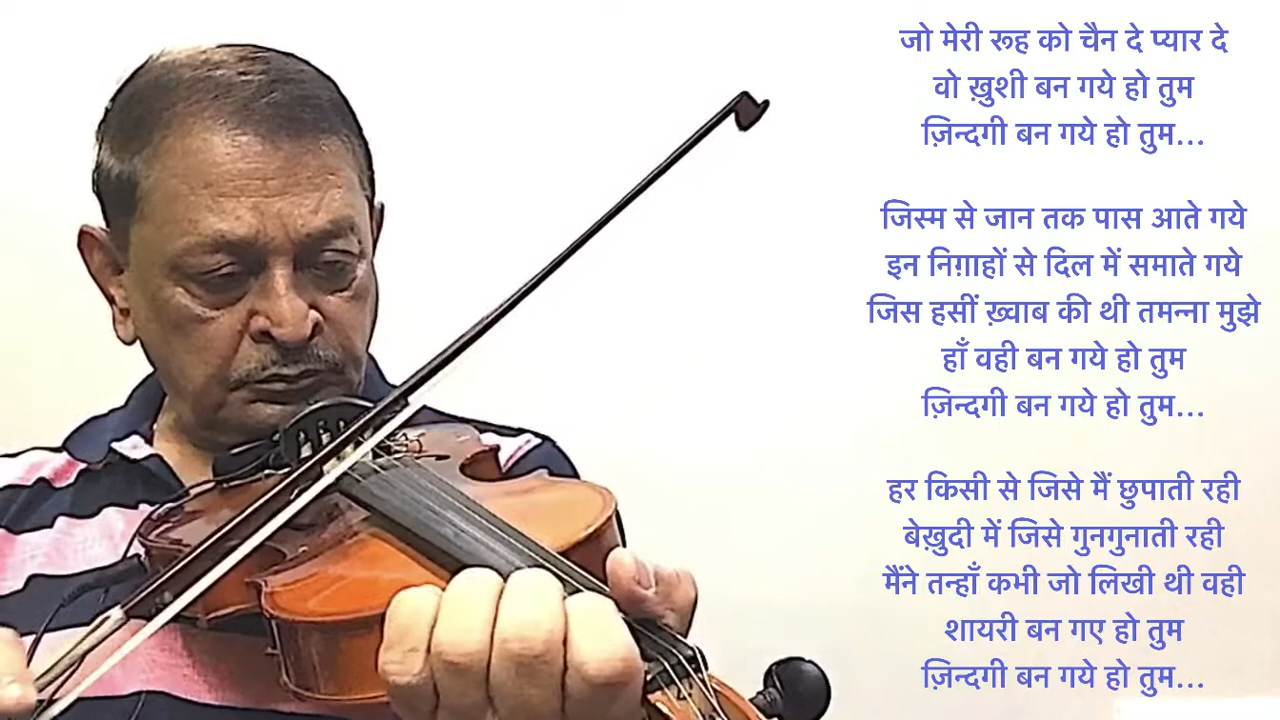 जो मेरी रूह को चैन दे प्यार दे
वो ख़ुशी बन गये हो तुम
ज़िन्दगी बन गये हो तुम...
जिस्म से जान तक पास आते गये
इन निग़ाहों से दिल में समाते गये
जिस हसीं ख़्वाब की थी तमन्ना मुझे
हाँ वही बन गये हो तुम
ज़िन्दगी बन गये हो तुम...
हर किसी से जिसे मैं छुपाती रही
बेख़ुदी में जिसे गुनगुनाती रही
मैंने तन्हाँ कभी जो लिखी थी वही
शायरी बन गए हो तुम
ज़िन्दगी बन गये हो तुम...